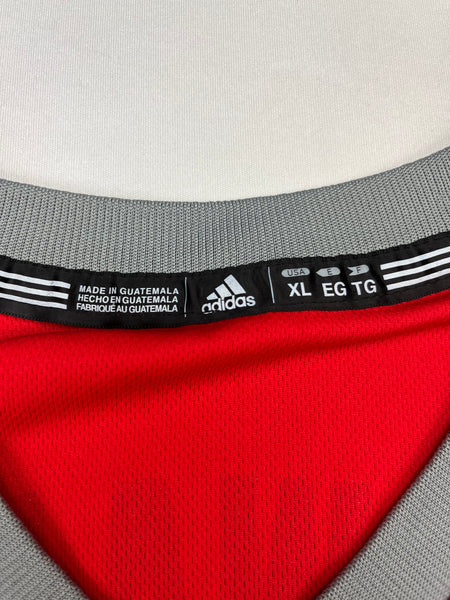 MADE IN GUATEMALA
HECHO EN GUATEMALA
FABRIQUÉ AU GUATEMALA
adidas
USA E F
XL EG TG